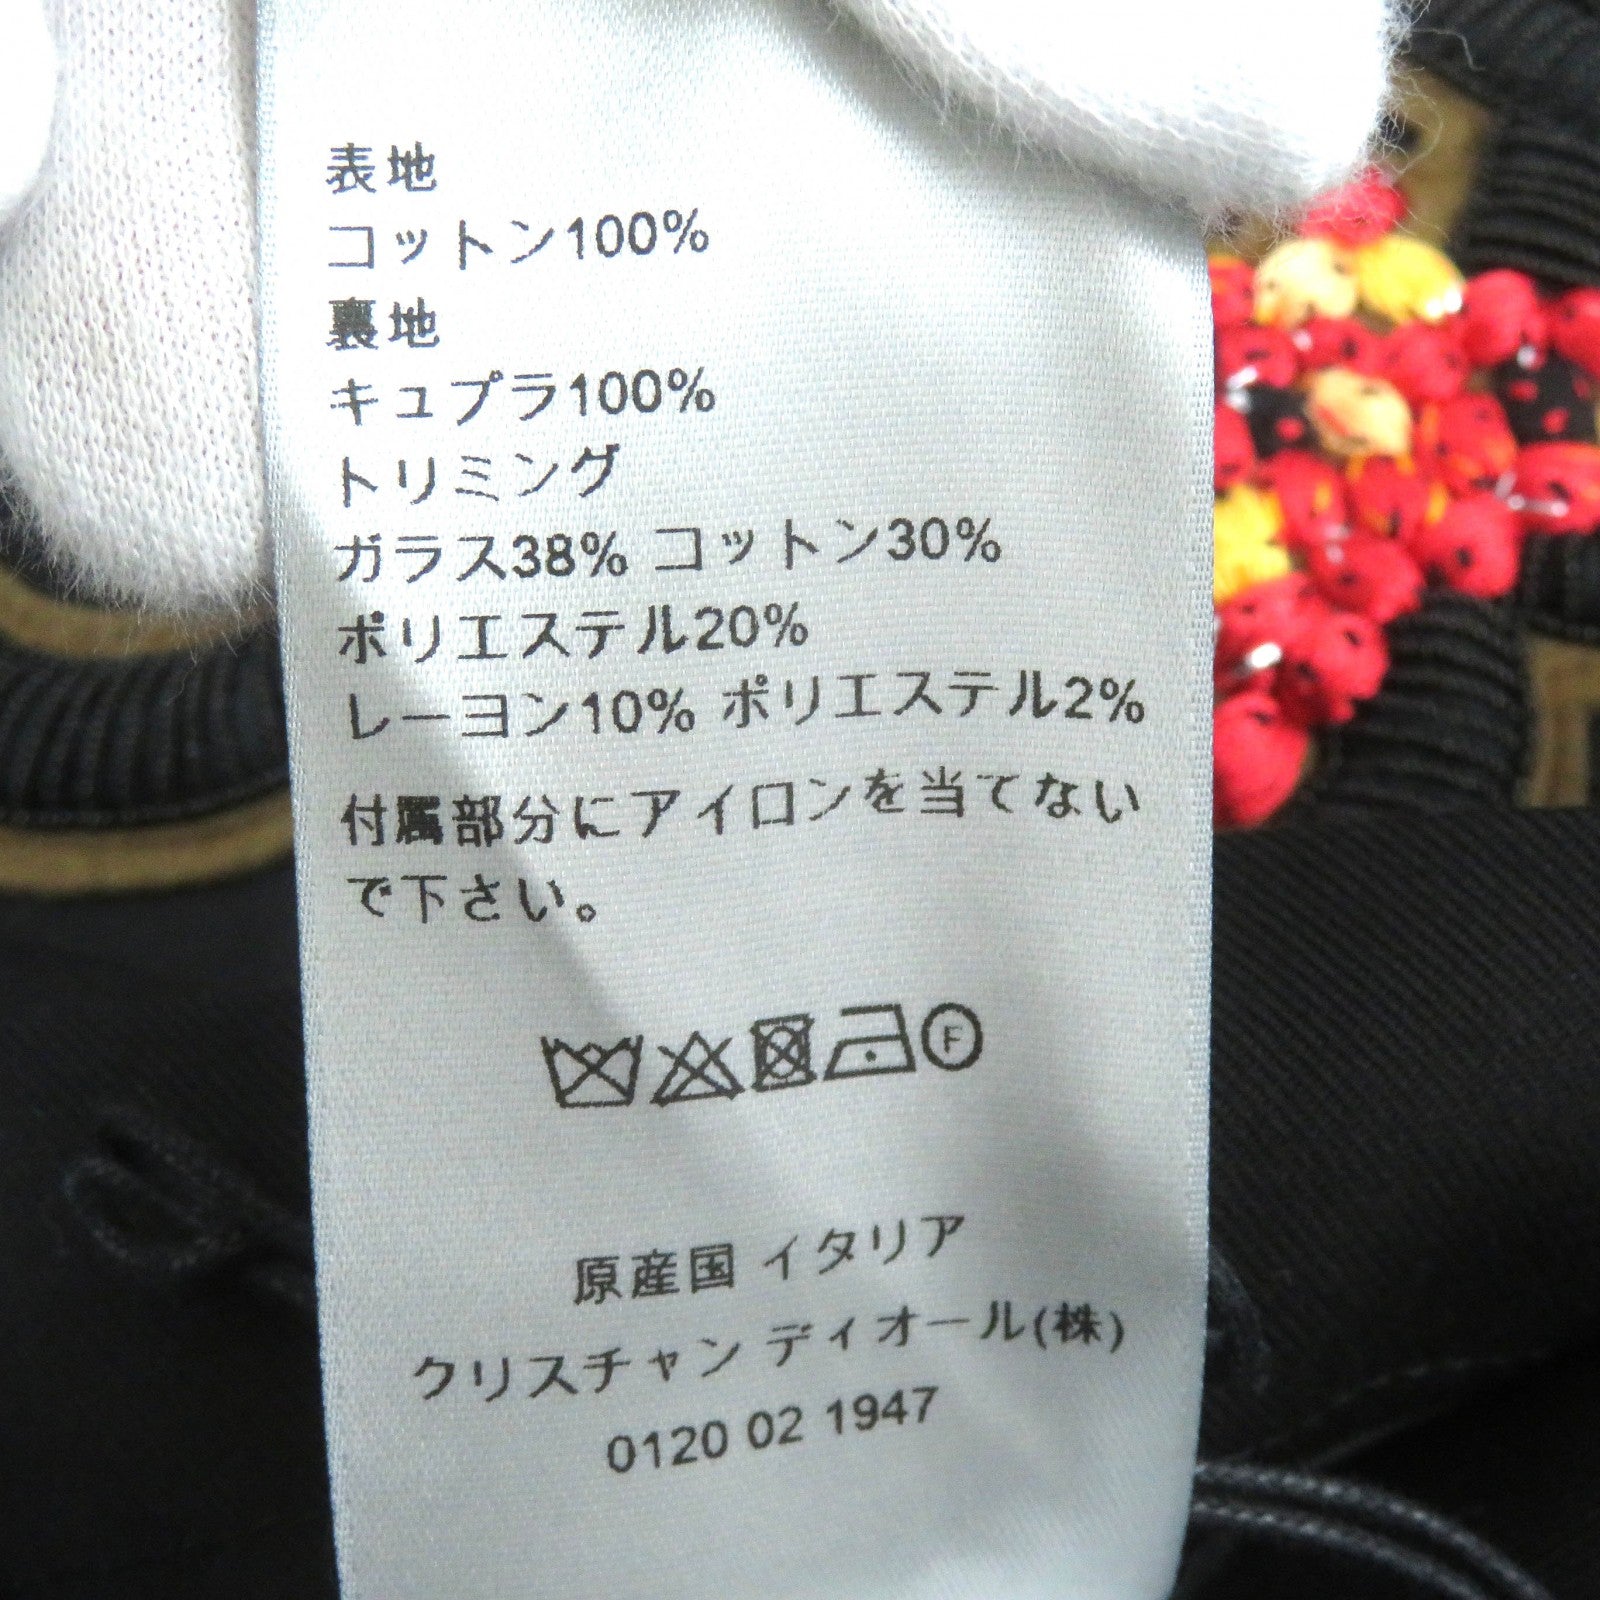 表地
コットン100%
裏地
キュプラ100%
トリミング
ガラス38% コットン30%
ポリエステル20%
レーヨン10% ポリエステル2%
付属部分にアイロンを当てない
で下さい。
F
原産国 イタリア
クリスチャン ディオール(株)
0120 02 1947